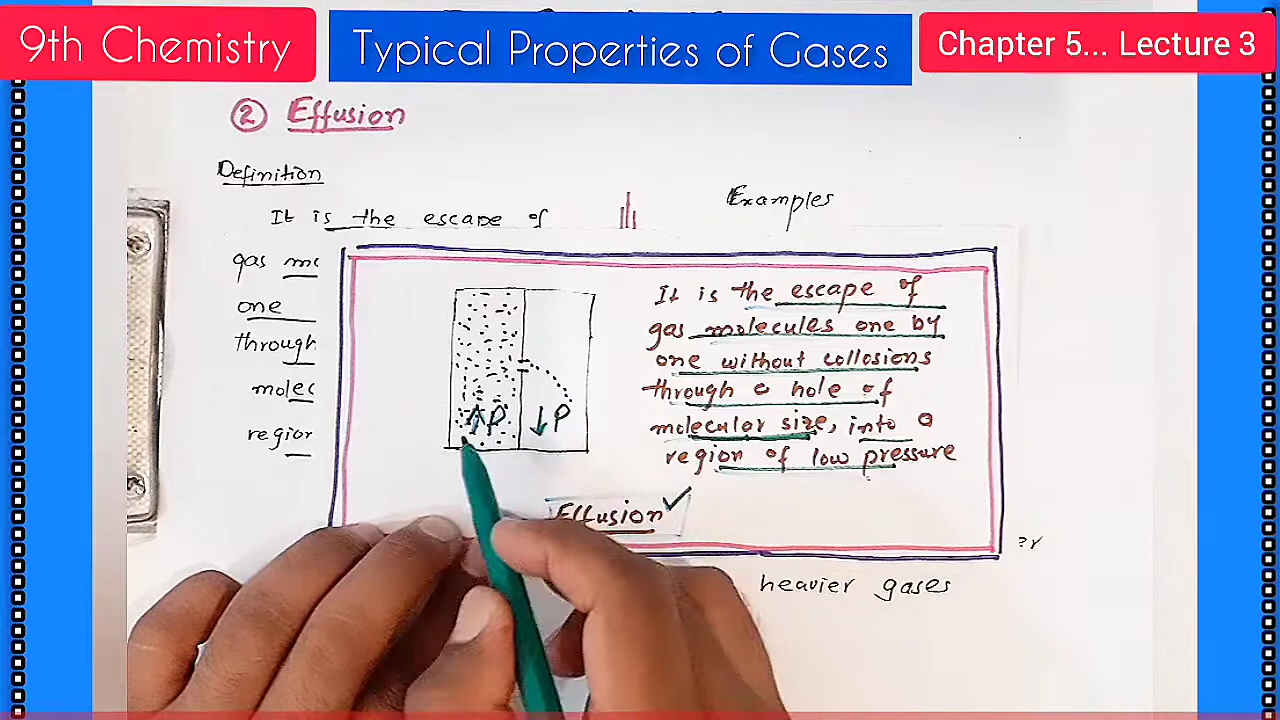 9th Chemistry
Typical Properties of Gases
Chapter 5... Lecture 3
② Effusion
Definition
Examples
It is the escape of
gas
one
through
region
It is the escape of
gas molecules one by
one without collosions
through a hole of
molecular size, into a
region of low pressure
↑P ↓P
Effusion ✓
heavier gases